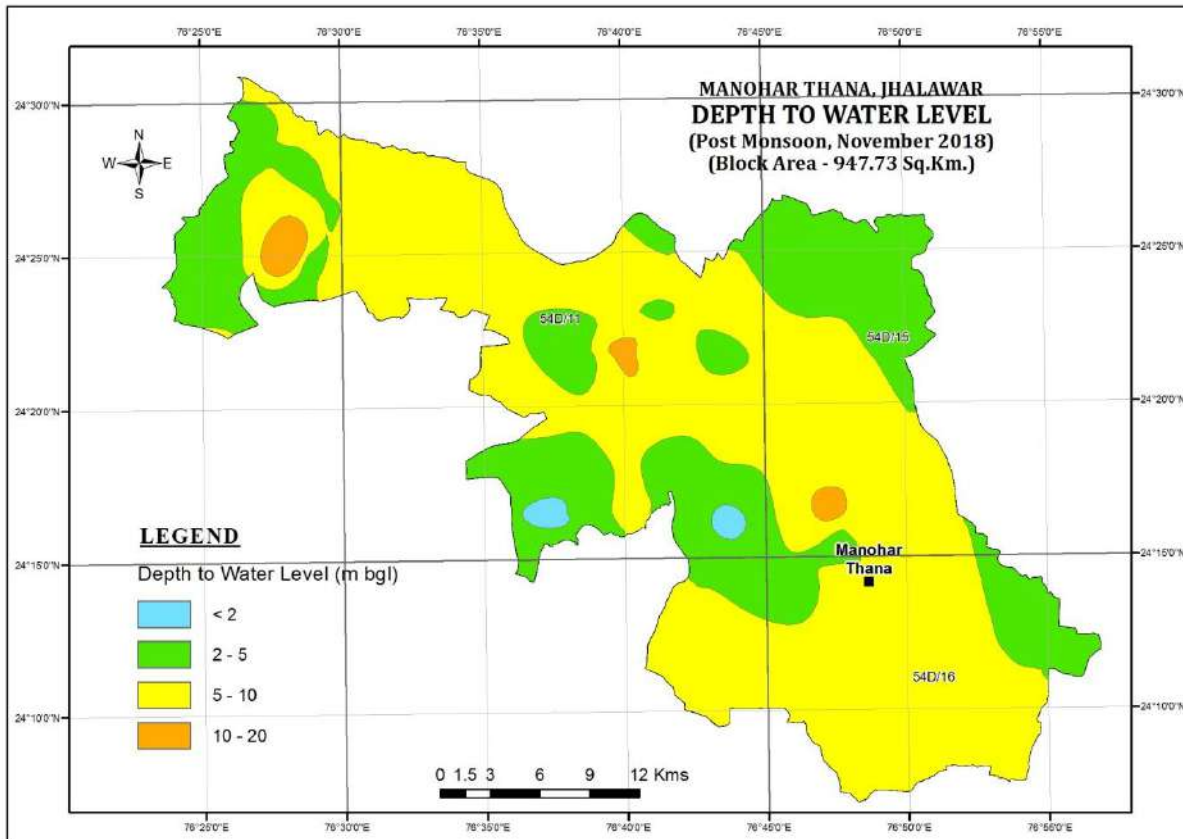 76°25'0"E 76°30'0"E 76°35'0"E 76°40'0"E 76°45'0"E 76°50'0"E 76°55'0"E
MANOHAR THANA, JHALAWAR
DEPTH TO WATER LEVEL
(Post Monsoon, November 2018)
(Block Area - 947.73 Sq.Km.)
24°30'0"N 24°30'0"N
N
W E
S
24°25'0"N 24°25'0"N
54D/11
54D/15
24°20'0"N 24°20'0"N
Manohar
Thana
24°15'0"N 24°15'0"N
54D/16
24°10'0"N 24°10'0"N
LEGEND
Depth to Water Level (m bgl)
< 2
2 - 5
5 - 10
10 - 20
0 1.5 3 6 9 12 Kms
76°25'0"E 76°30'0"E 76°35'0"E 76°40'0"E 76°45'0"E 76°50'0"E 76°55'0"E